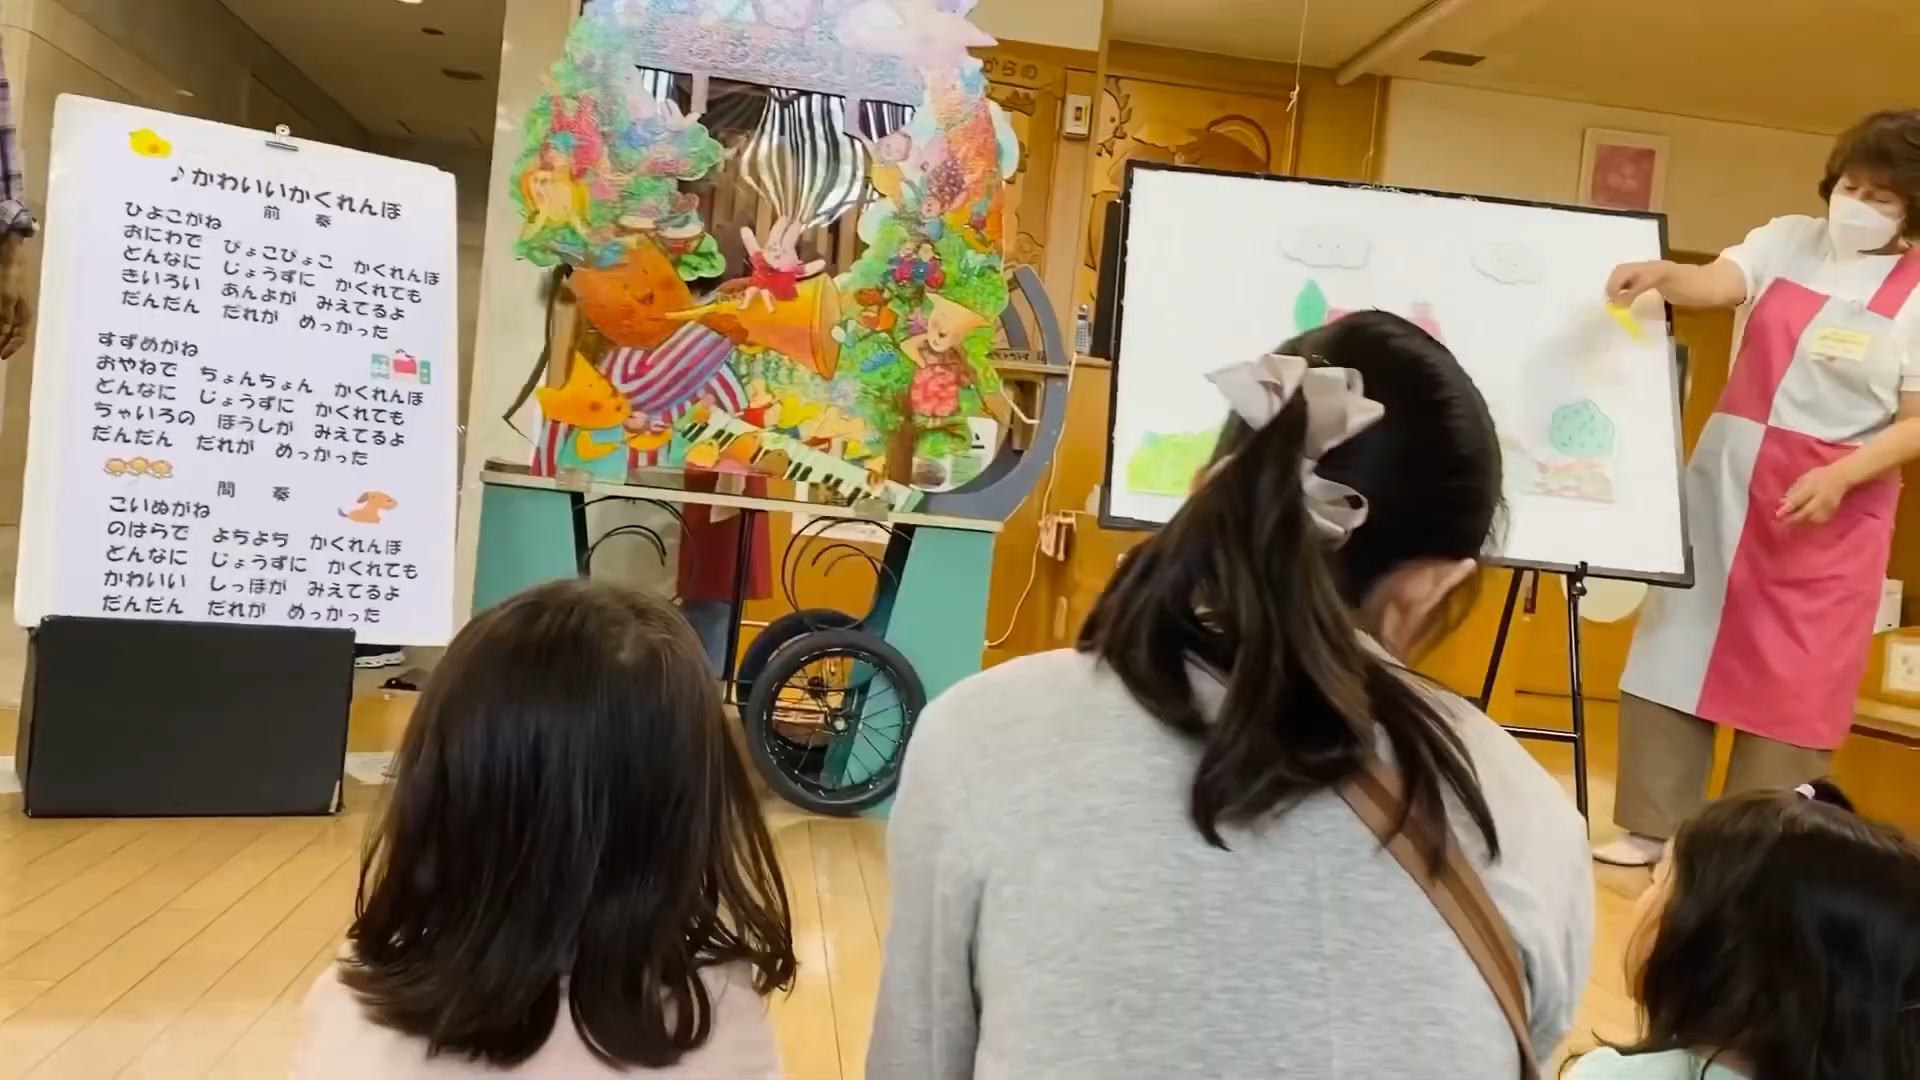 ♪かわいいかくれんぼ
前 奏
ひよこがね
おにわで ぴょこぴょこ かくれんぼ
どんなに じょうずに かくれても
きいろい あんよが みえてるよ
だんだん だれが めっかった
すずめがね
おやねで ちょんちょん かくれんぼ
どんなに じょうずに かくれても
ちゃいろの ぼうしが みえてるよ
だんだん だれが めっかった
間 奏
こいぬがね
のはらで よちよち かくれんぼ
どんなに じょうずに かくれても
かわいい しっぽが みえてるよ
だんだん だれが めっかった
からの